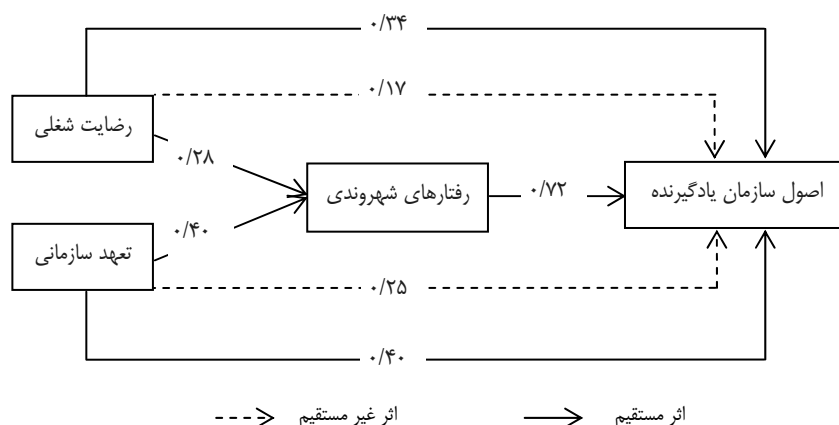 ۰/۳۴
۰/۱۷
رضایت شغلی
۰/۲۸
اصول سازمان یادگیرنده
۰/۷۲
رفتارهای شهروندی
۰/۴۰
تعهد سازمانی
۰/۲۵
۰/۴۰
اثر مستقیم
اثر غیر مستقیم